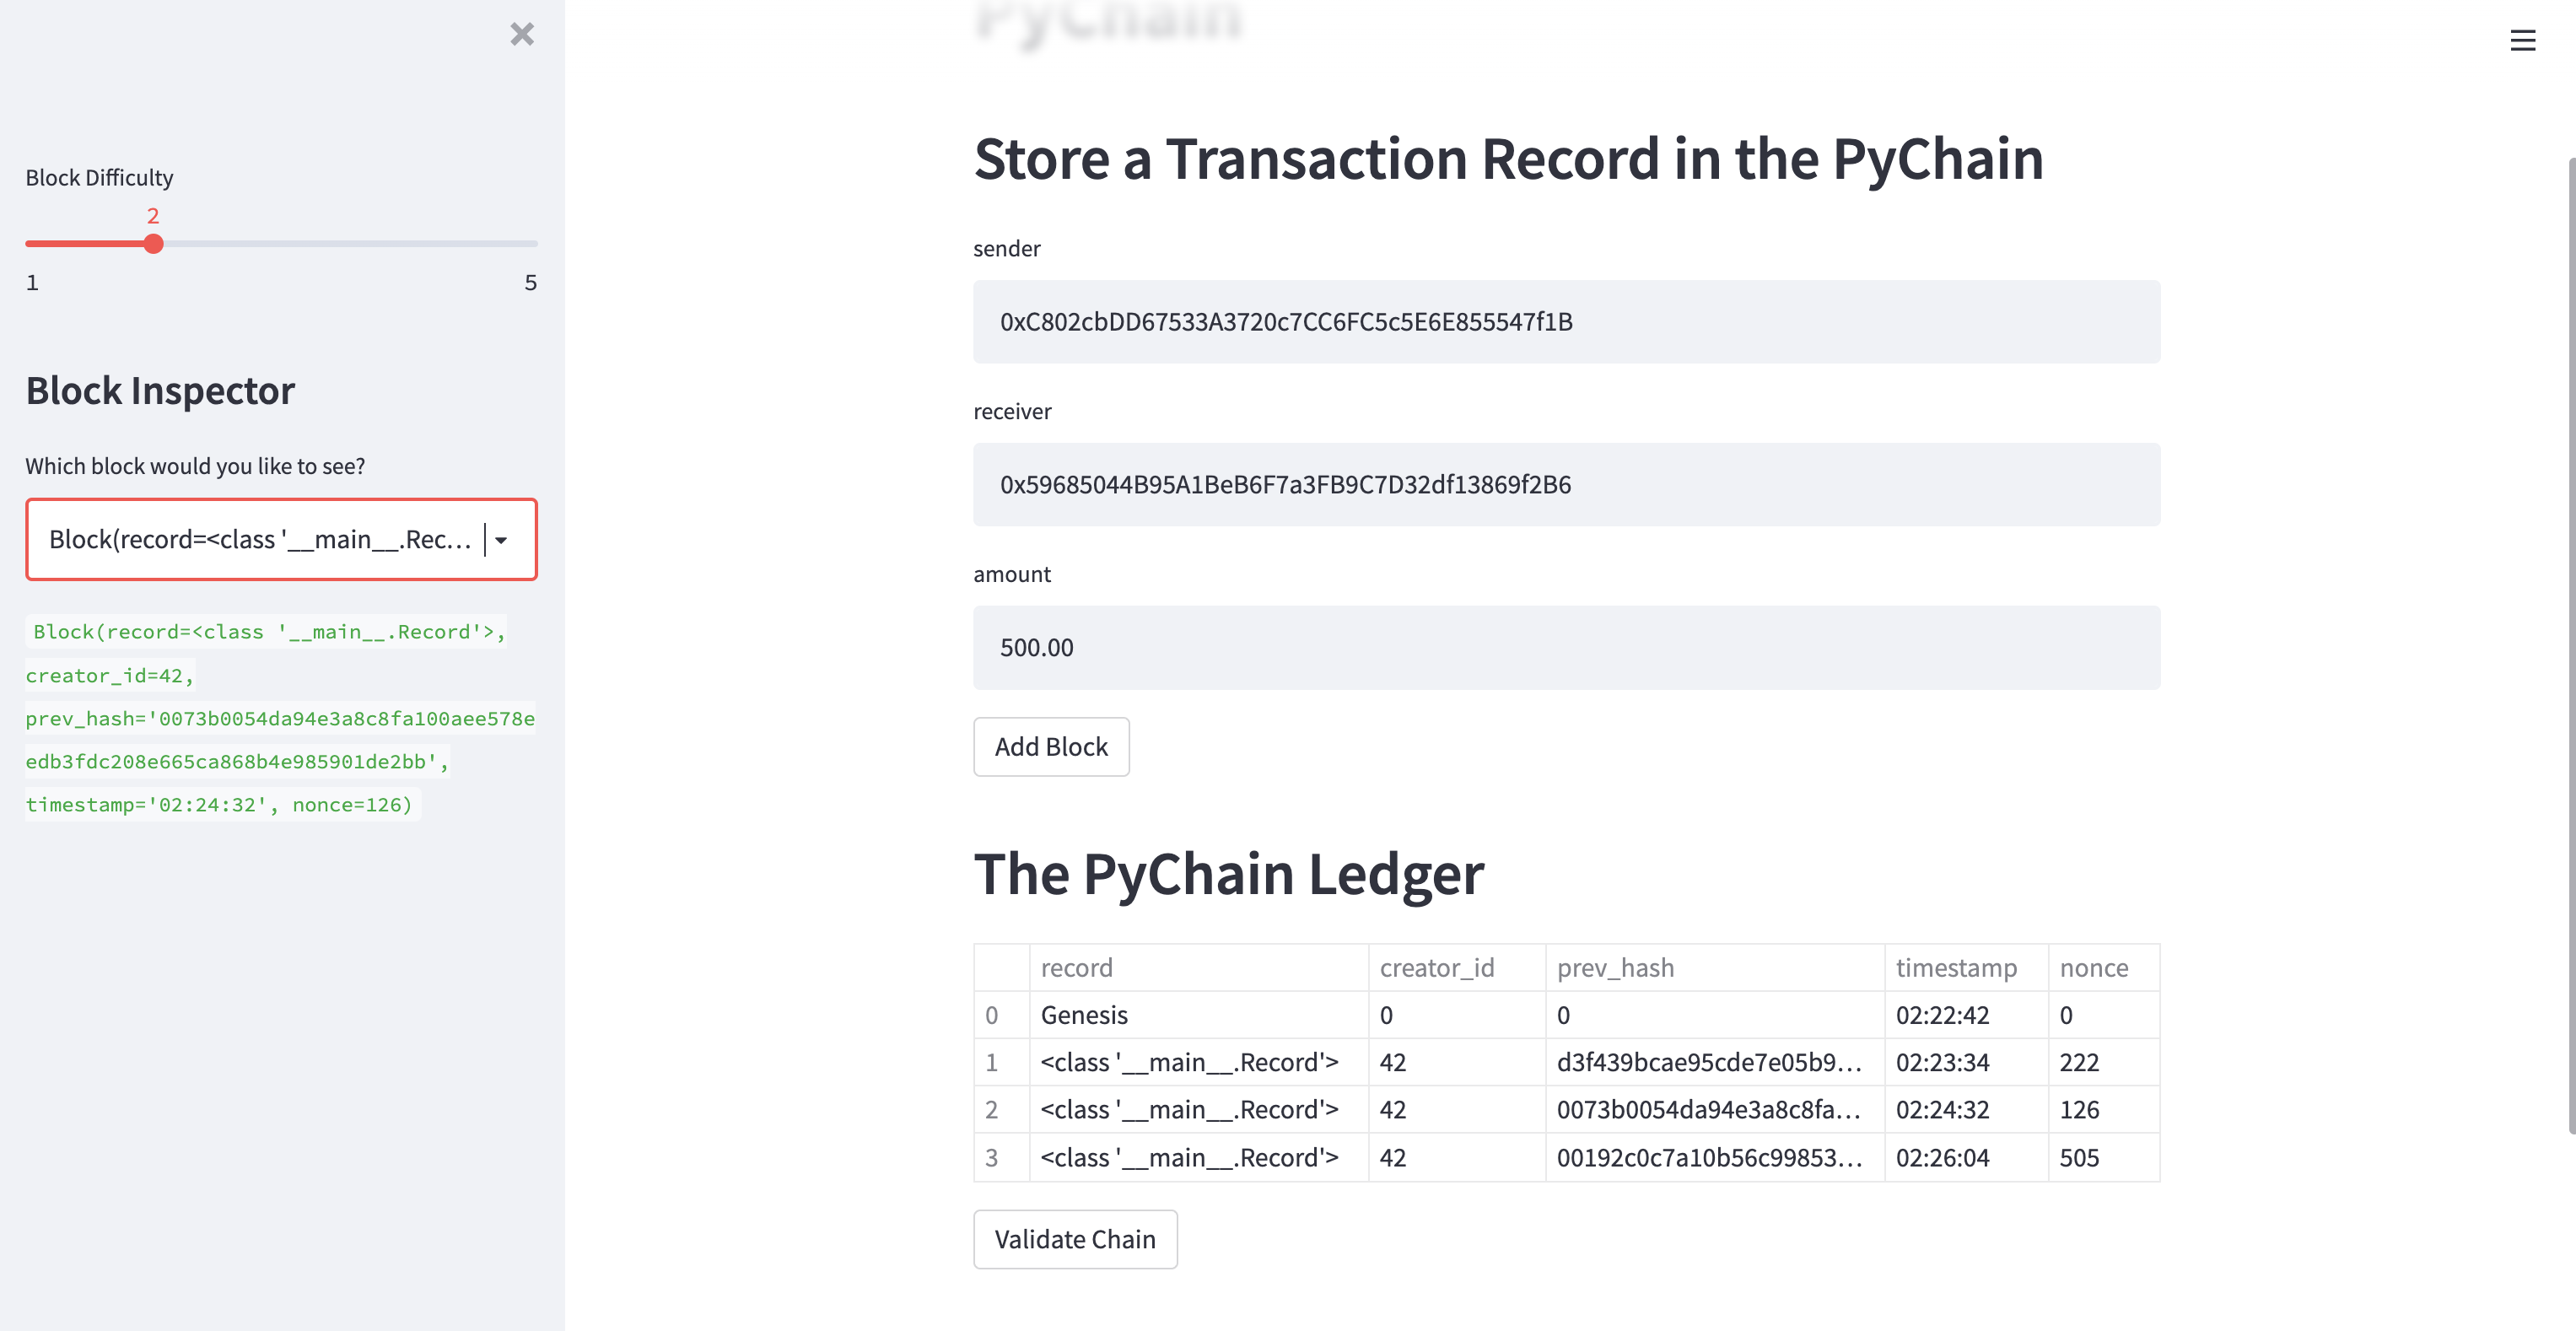 Block Difficulty
2
1 5
Block Inspector
Which block would you like to see?
Block(record=<class '__main__.Rec...
Block(record=<class '__main__.Record'>,
creator_id=42,
prev_hash='0073b0054da94e3a8c8fa100aee578e
edb3fdc208e665ca868b4e985901de2bb',
timestamp='02:24:32', nonce=126)
PyChain
Store a Transaction Record in the PyChain
sender
0xC802cbDD67533A3720c7CC6FC5c5E6E855547f1B
receiver
0x59685044B95A1BeB6F7a3FB9C7D32df13869f2B6
amount
500.00
Add Block
The PyChain Ledger
record creator_id prev_hash timestamp nonce
0 Genesis 0 0 02:22:42 0
1 <class '__main__.Record'> 42 d3f439bcae95cde7e05b9... 02:23:34 222
2 <class '__main__.Record'> 42 0073b0054da94e3a8c8fa... 02:24:32 126
3 <class '__main__.Record'> 42 00192c0c7a10b56c99853... 02:26:04 505
Validate Chain